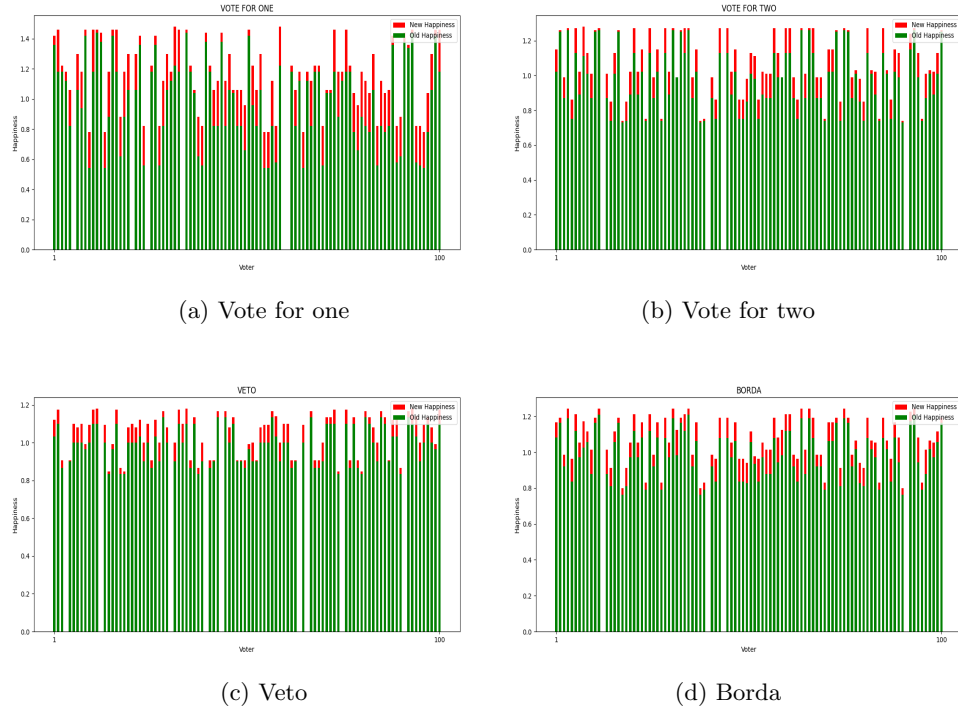 VOTE FOR ONE
New Happiness
Old Happiness
1.4
1.2
1.0
0.8
0.6
0.4
0.2
0.0
Happiness
1
100
Voter
(a) Vote for one
VOTE FOR TWO
New Happiness
Old Happiness
1.2
1.0
0.8
0.6
0.4
0.2
0.0
Happiness
1
100
Voter
(b) Vote for two
VETO
New Happiness
Old Happiness
1.2
1.0
0.8
0.6
0.4
0.2
0.0
Happiness
1
100
Voter
(c) Veto
BORDA
New Happiness
Old Happiness
1.2
1.0
0.8
0.6
0.4
0.2
0.0
Happiness
1
100
Voter
(d) Borda